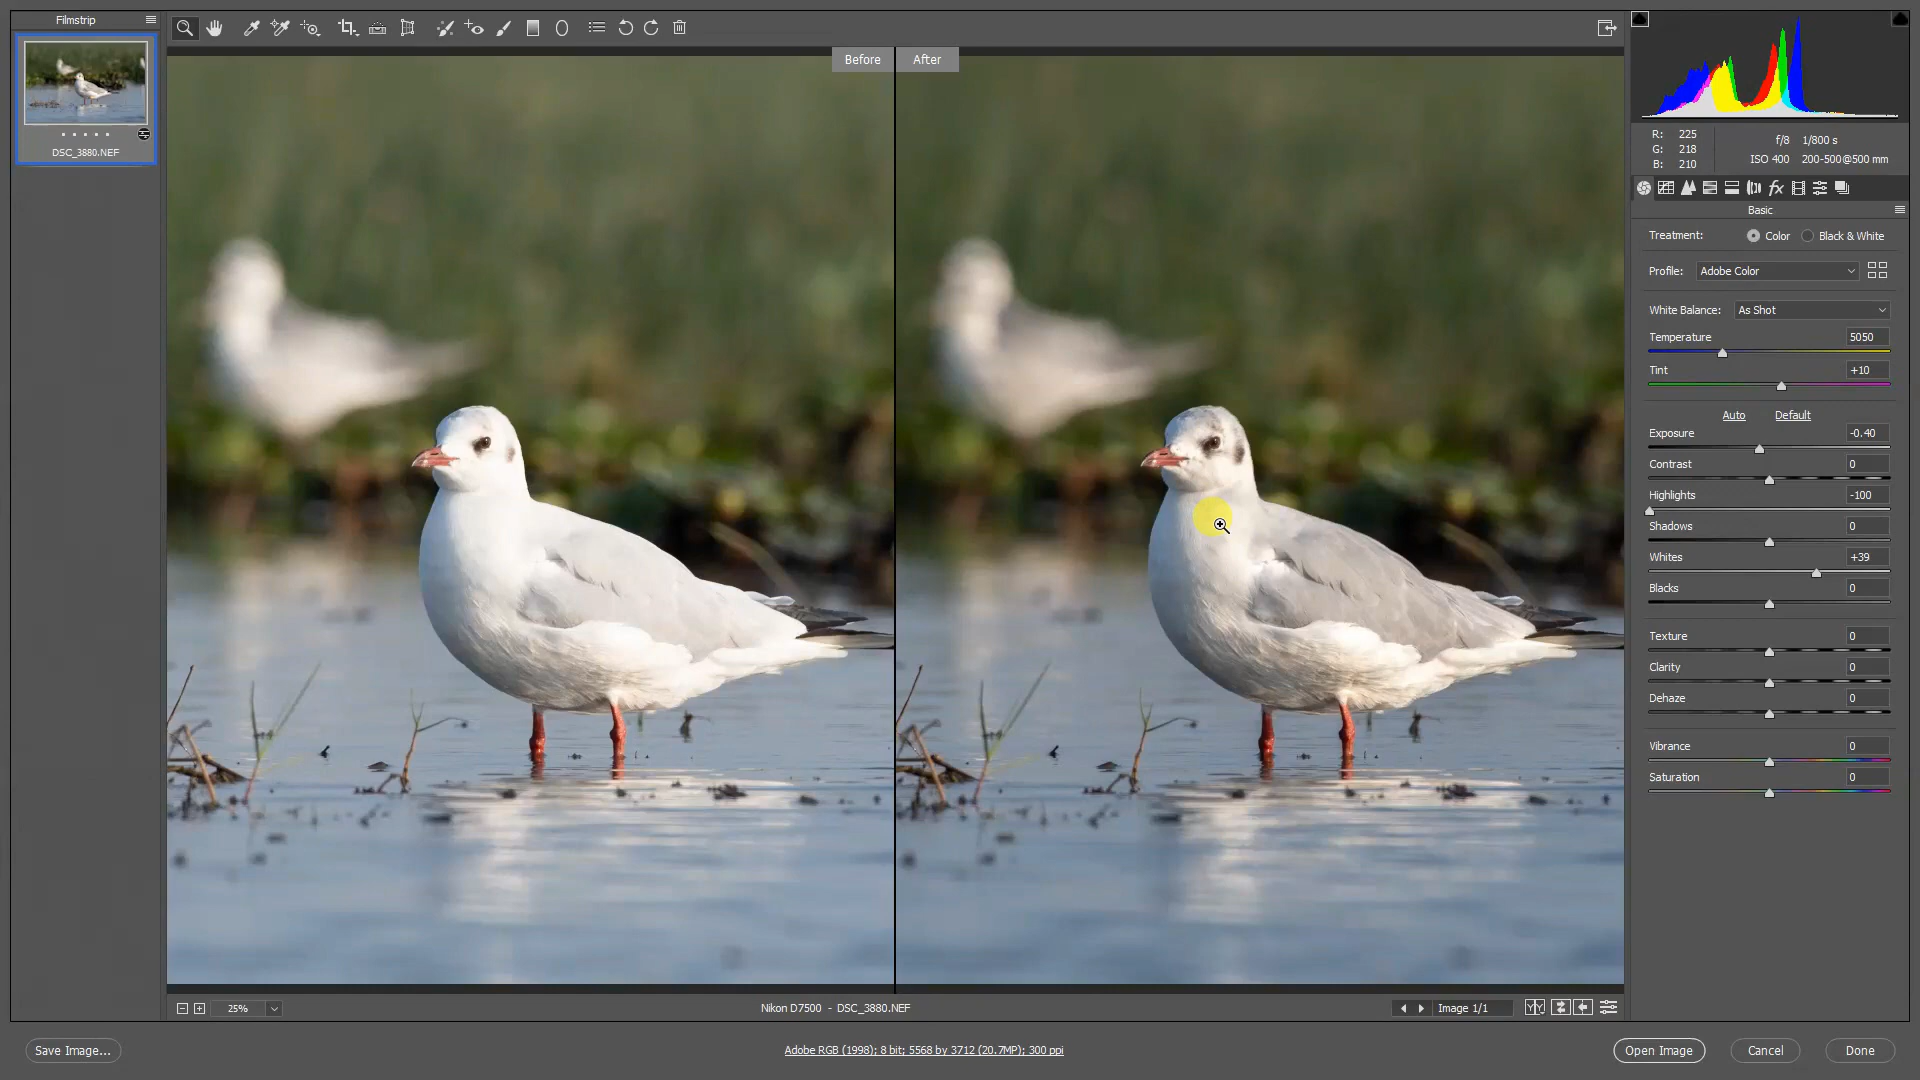 Filmstrip
DSC_3880.NEF
Before
After
R: 225
G: 218
B: 210
f/8 1/800 s
ISO 400 200-500@500 mm
fx
Basic
Treatment: Color Black & White
Profile: Adobe Color
White Balance: As Shot
Temperature 5050
Tint +10
Auto Default
Exposure -0.40
Contrast 0
Highlights -100
Shadows 0
Whites +39
Blacks 0
Texture 0
Clarity 0
Dehaze 0
Vibrance 0
Saturation 0
25%
Nikon D7500 - DSC_3880.NEF
Image 1/1
Y Y
Save Image...
Adobe RGB (1998); 8 bit; 5568 by 3712 (20.7MP); 300 ppi
Open Image
Cancel
Done